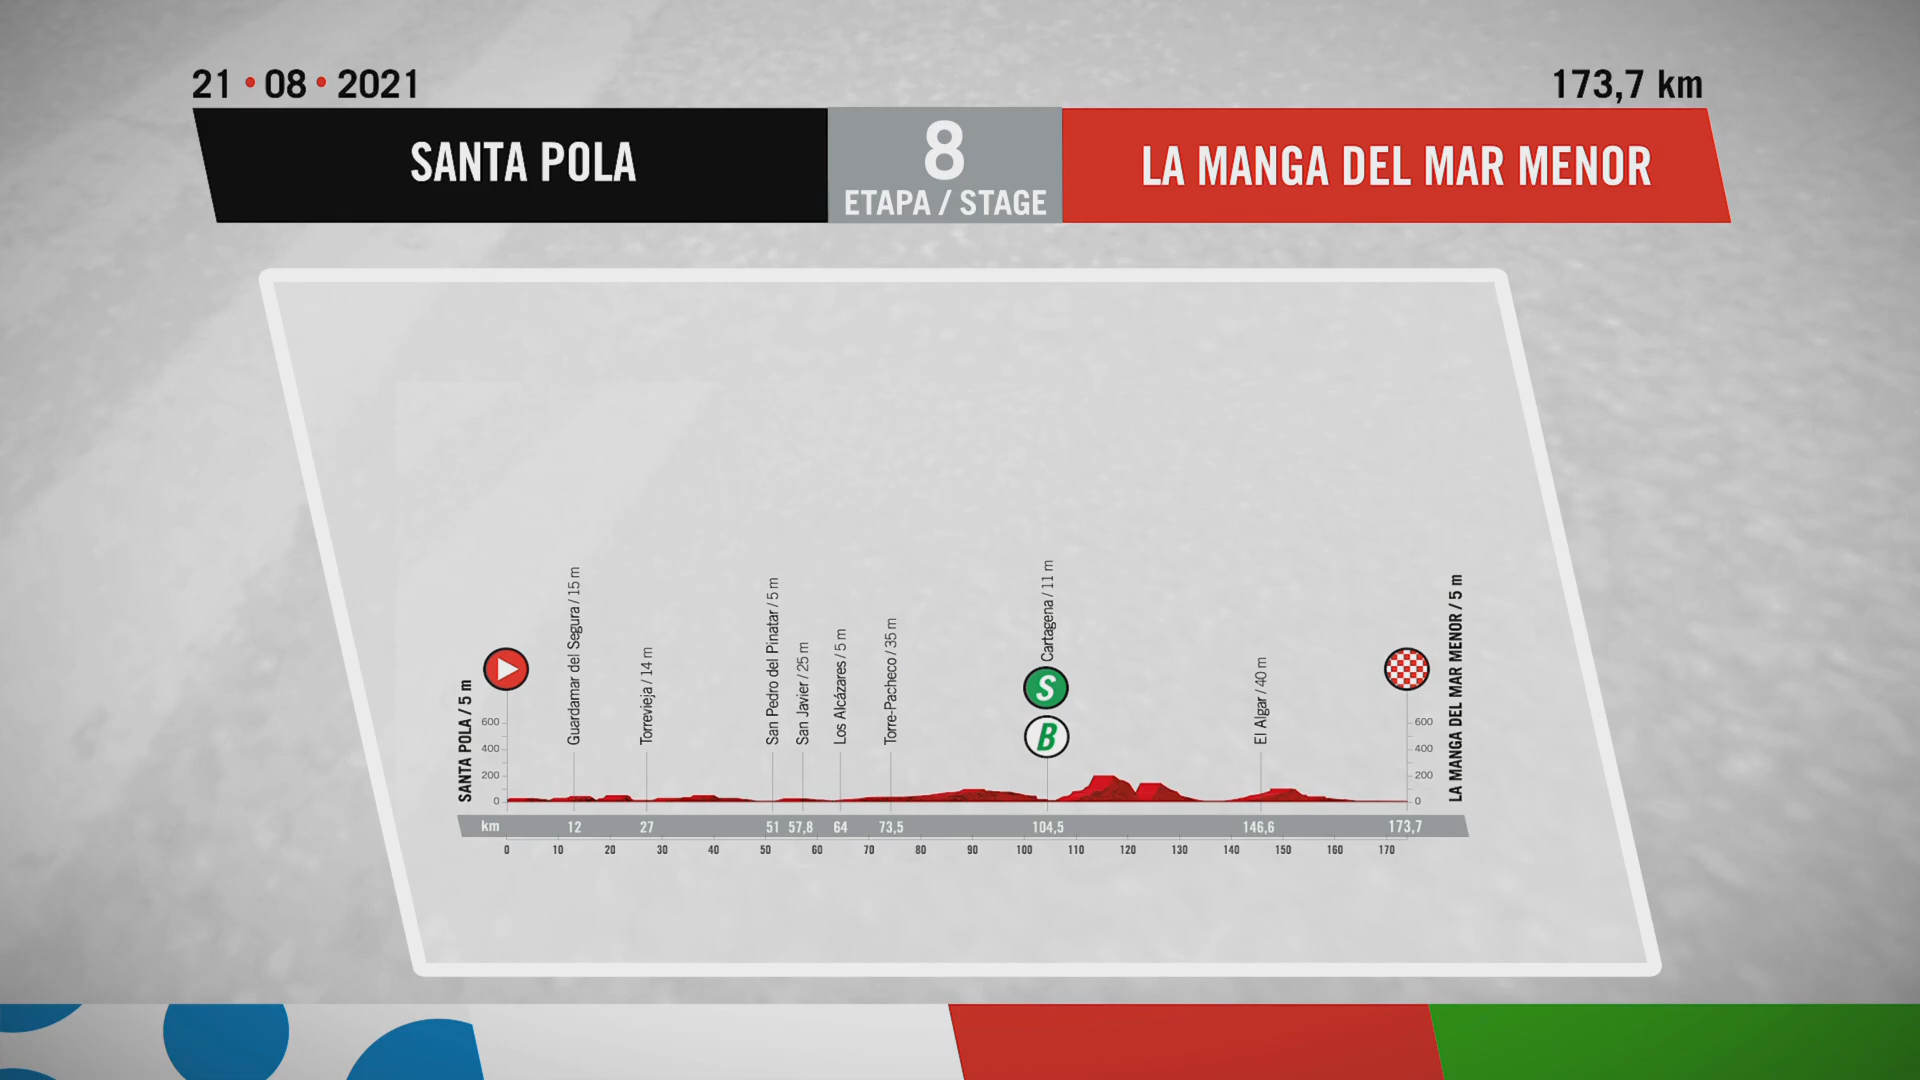 21 • 08 • 2021
173,7 km
SANTA POLA
8
ETAPA / STAGE
LA MANGA DEL MAR MENOR
SANTA POLA / 5 m
Guardamar del Segura / 15 m
Torrevieja / 14 m
San Pedro del Pinatar / 5 m
San Javier / 25 m
Los Alcázares / 5 m
Torre-Pacheco / 35 m
Cartagena / 11 m
S
B
El Algar / 40 m
LA MANGA DEL MAR MENOR / 5 m
600
400
200
0
600
400
200
0
km 12 27 51 57,8 64 73,5 104,5 146,6 173,7
0 10 20 30 40 50 60 70 80 90 100 110 120 130 140 150 160 170